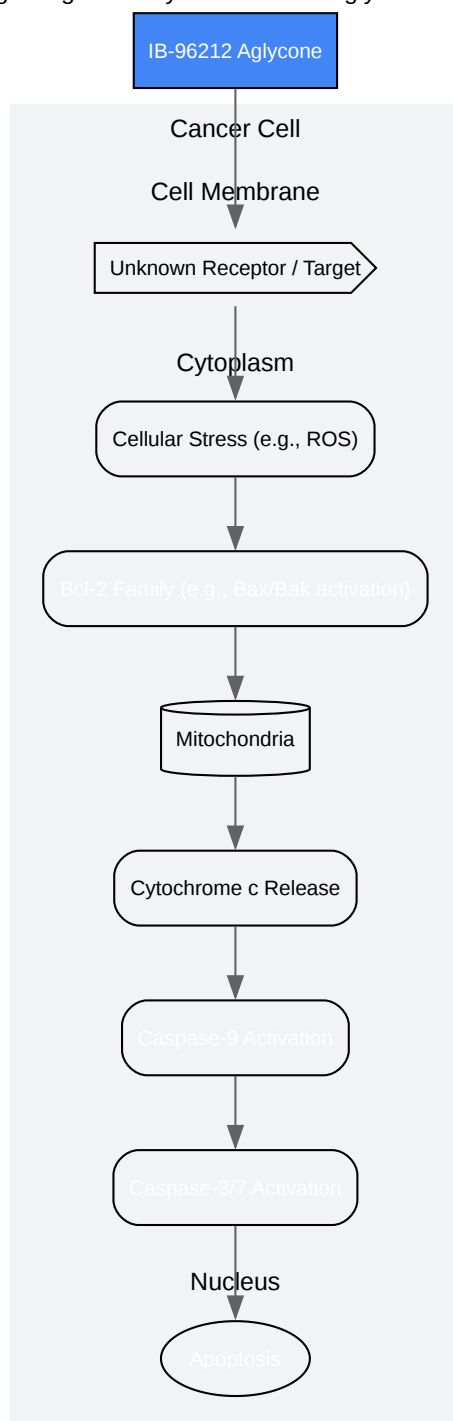 IB-96212 Aglycone
Cancer Cell
Cell Membrane
Unknown Receptor / Target
Cytoplasm
Cellular Stress (e.g., ROS)
Bcl-2 Family (e.g., Bax/Bak activation)
Mitochondria
Cytochrome c Release
Caspase-9 Activation
Caspase-3/7 Activation
Nucleus
Apoptosis